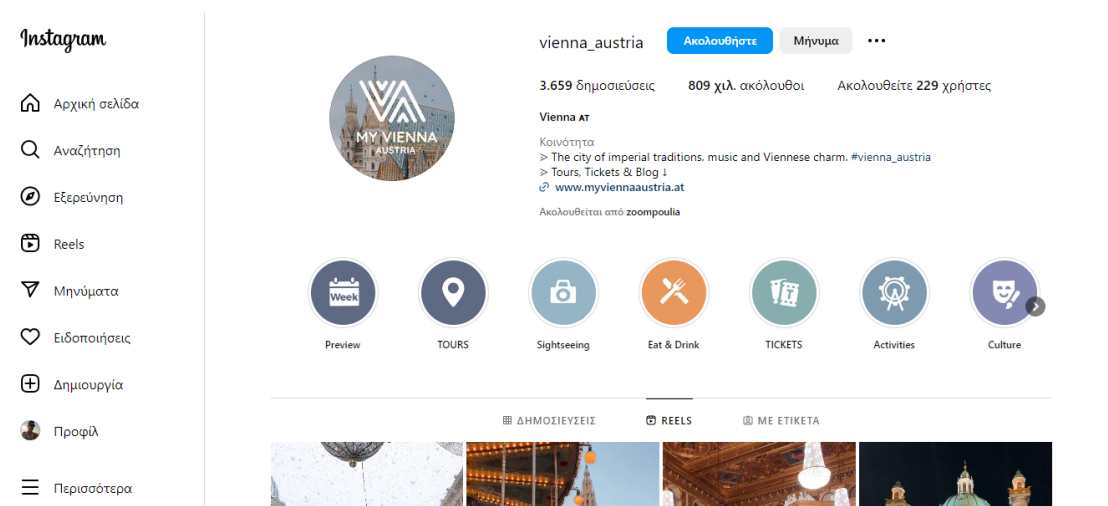 Instagram
Αρχική σελίδα
Αναζήτηση
Εξερεύνηση
Reels
Μηνύματα
Ειδοποιήσεις
Δημιουργία
Προφίλ
Περισσότερα
MY VIENNA
AUSTRIA
vienna_austria Ακολουθήστε Μήνυμα
3.659 δημοσιεύσεις 809 χιλ. ακόλουθοι Ακολουθείτε 229 χρήστες
Vienna AT
Κοινότητα
> The city of imperial traditions, music and Viennese charm. #vienna_austria
> Tours, Tickets & Blog ↓
www.myviennaaustria.at
Ακολουθείται από zoompoulia
Week
Preview TOURS Sightseeing Eat & Drink TICKETS Activities Culture
ΔΗΜΟΣΙΕΥΣΕΙΣ REELS ΜΕ ΕΤΙΚΕΤΑ